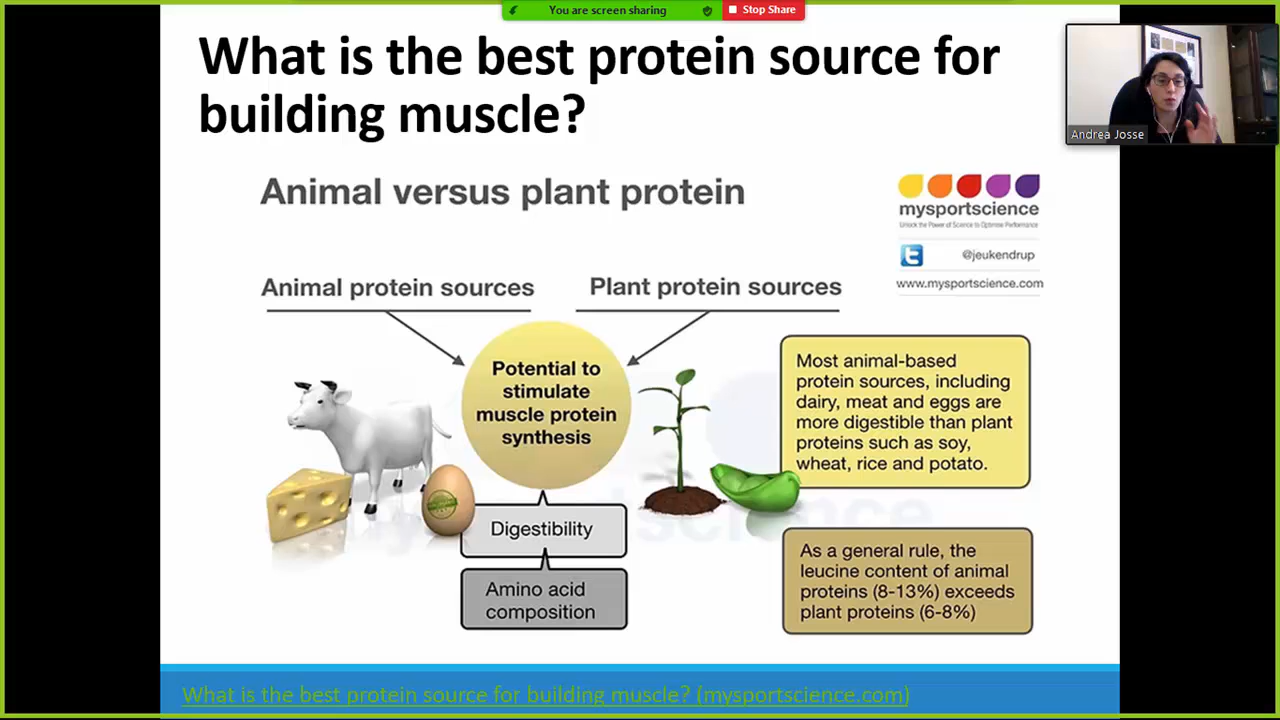 You are screen sharing
Stop Share
What is the best protein source for
building muscle?
Andrea Josse
Animal versus plant protein
mysportscience
Unlock the Power of Science to Optimise Performance
@jeukendrup
www.mysportscience.com
Animal protein sources
Plant protein sources
Potential to
stimulate
muscle protein
synthesis
Most animal-based
protein sources, including
dairy, meat and eggs are
more digestible than plant
proteins such as soy,
wheat, rice and potato.
Digestibility
Amino acid
composition
As a general rule, the
leucine content of animal
proteins (8-13%) exceeds
plant proteins (6-8%)
What is the best protein source for building muscle? (mysportscience.com)